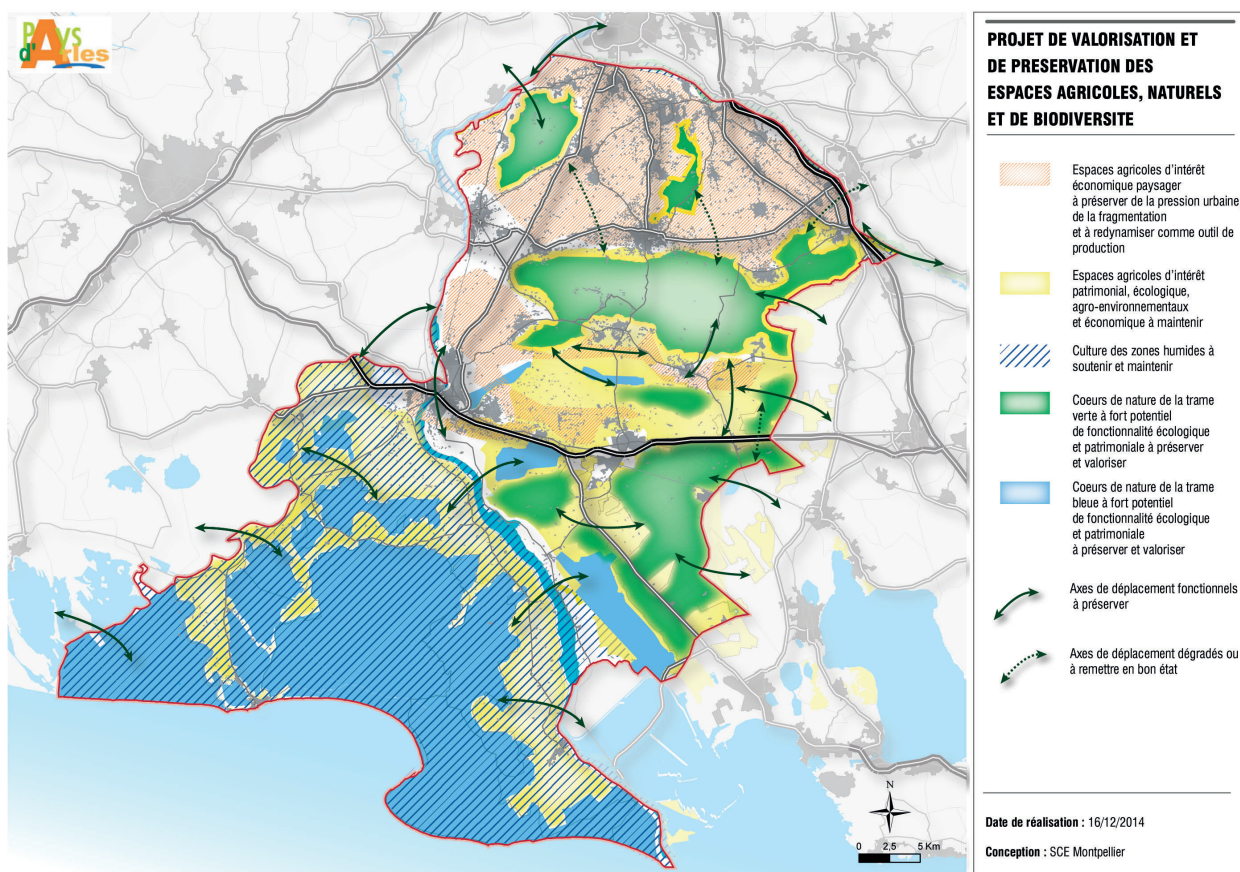 Pays
d'Arles
PROJET DE VALORISATION ET
DE PRESERVATION DES
ESPACES AGRICOLES, NATURELS
ET DE BIODIVERSITE
Espaces agricoles d'intérêt
économique paysager
à préserver de la pression urbaine
de la fragmentation
et à redynamiser comme outil de
production
Espaces agricoles d'intérêt
patrimonial, écologique,
agro-environnementaux
et économique à maintenir
Culture des zones humides à
soutenir et maintenir
Coeurs de nature de la trame
verte à fort potentiel
de fonctionnalité écologique
et patrimoniale à préserver
et valoriser
Coeurs de nature de la trame
bleue à fort potentiel
de fonctionnalité écologique
et patrimoniale
à préserver et valoriser
Axes de déplacement fonctionnels
à préserver
Axes de déplacement dégradés ou
à remettre en bon état
N
0 2,5 5 Km
Date de réalisation : 16/12/2014
Conception : SCE Montpellier